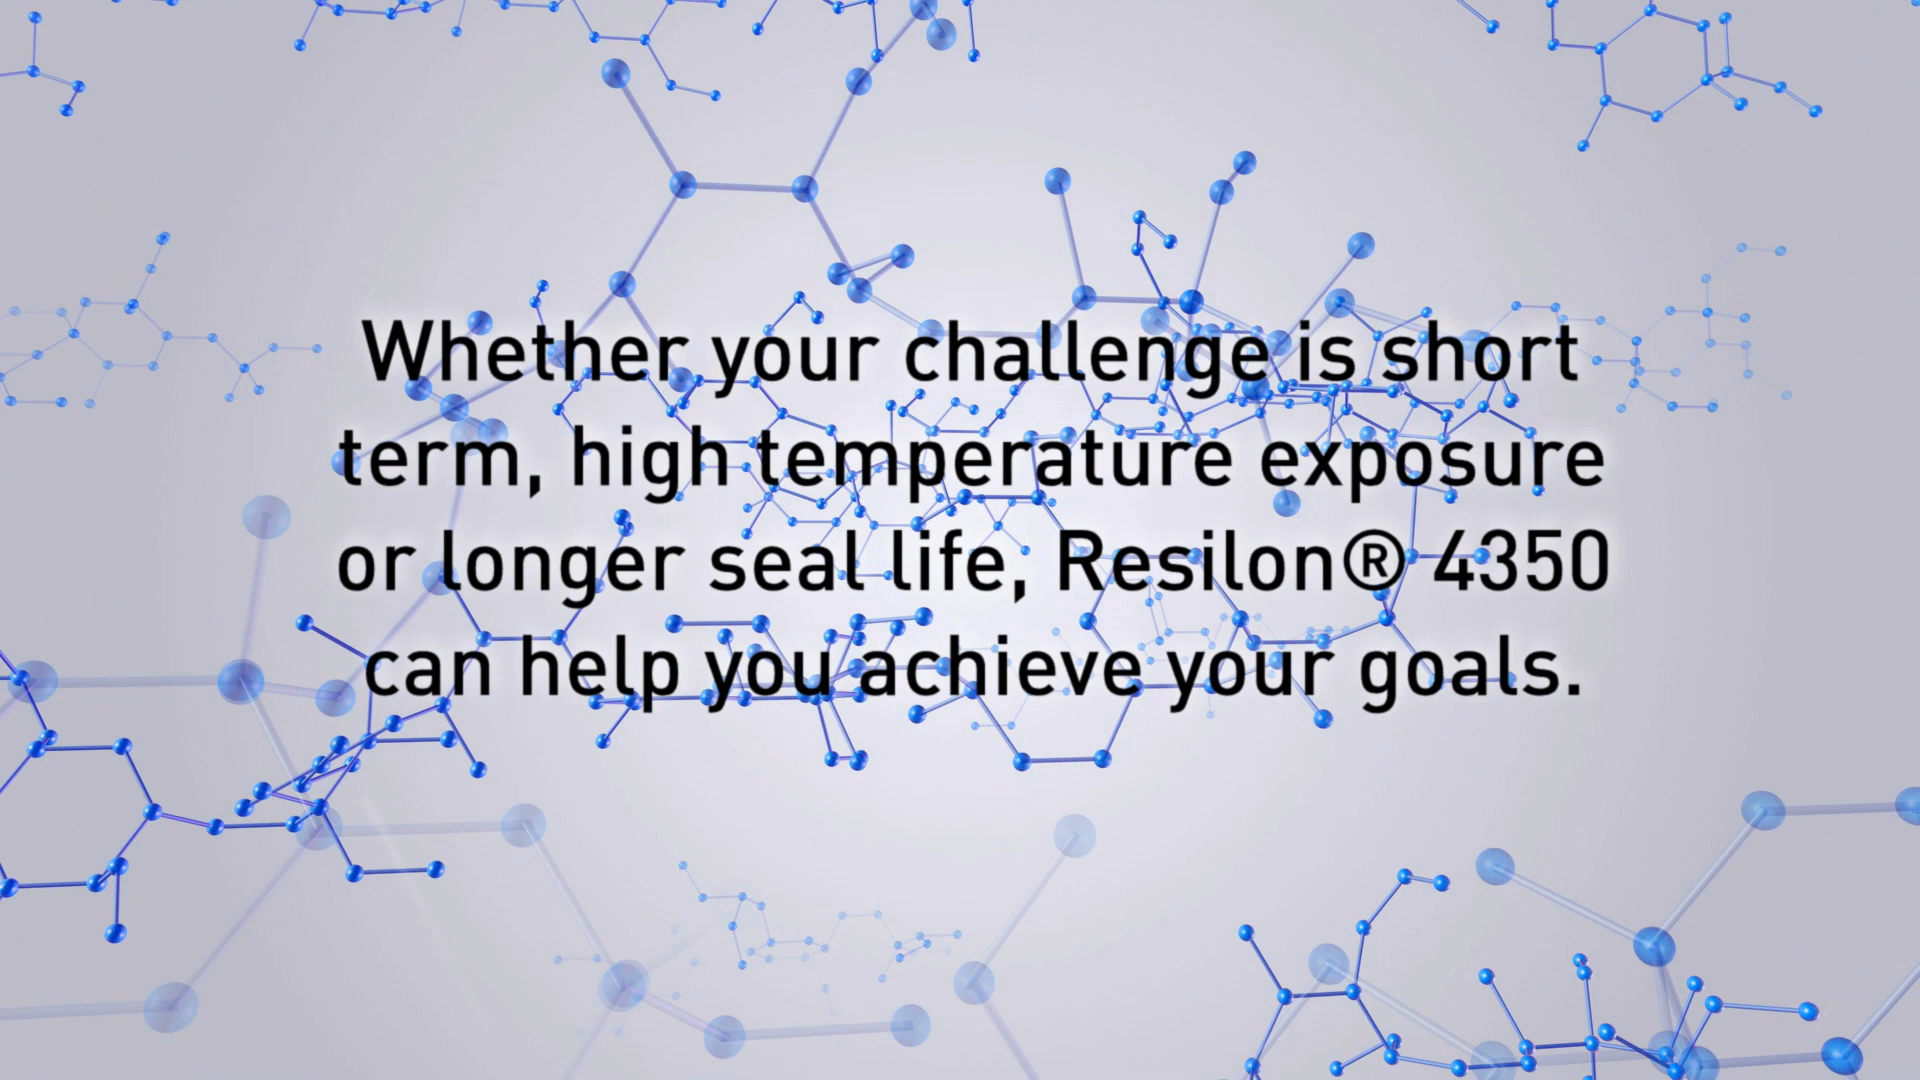 Whether your challenge is short
term, high temperature exposure
or longer seal life, Resilon® 4350
can help you achieve your goals.